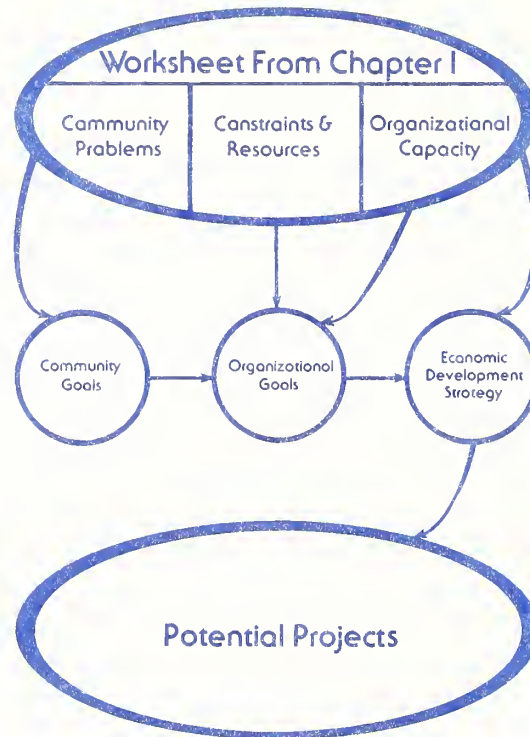 Worksheet From Chapter I
Community
Problems
Constraints &
Resources
Organizational
Capacity
Community
Goals
Organizational
Goals
Economic
Development
Strategy
Potential Projects